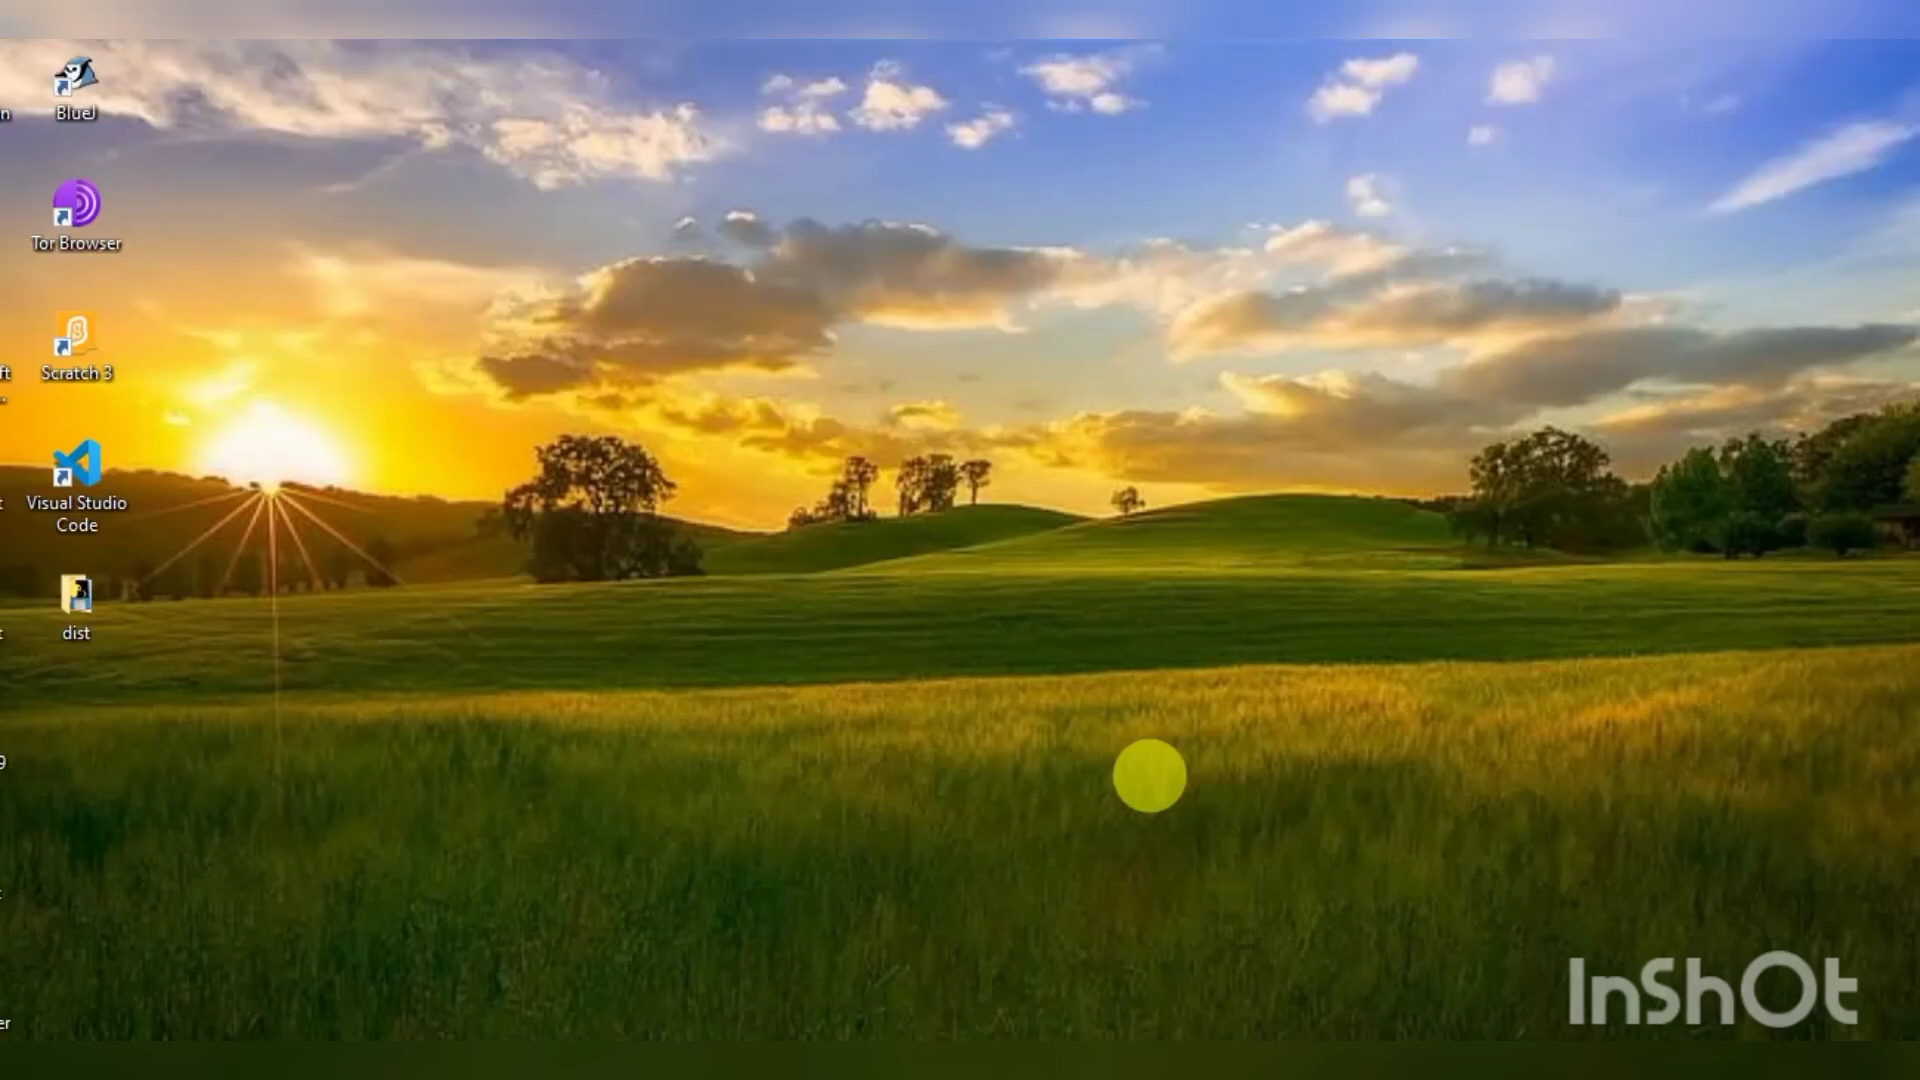 BlueJ
Tor Browser
Scratch 3
Visual Studio
Code
dist
InShOt